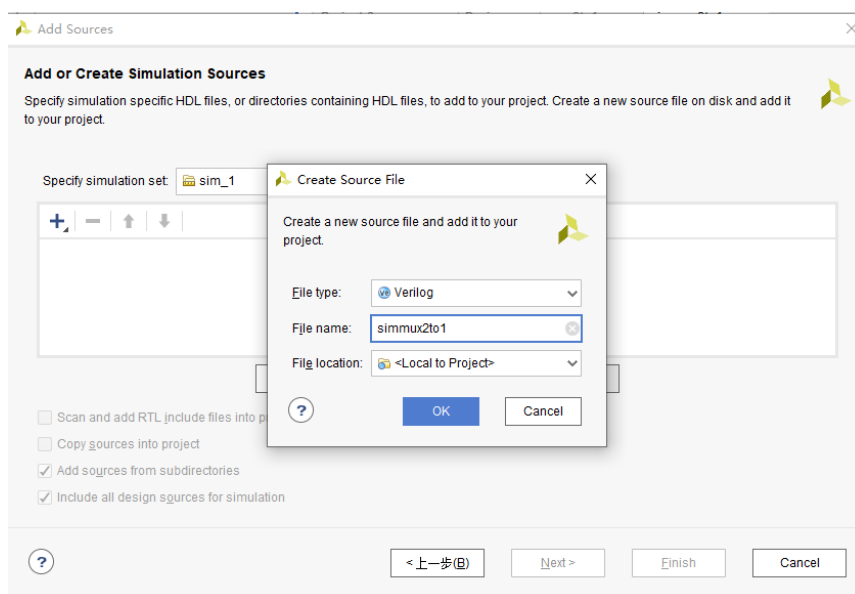 Add Sources
Add or Create Simulation Sources
Specify simulation specific HDL files, or directories containing HDL files, to add to your project. Create a new source file on disk and add it
to your project.
Specify simulation set: sim_1
Create Source File
Create a new source file and add it to your
project.
File type: Verilog
File name: simmux2to1
File location: <Local to Project>
? OK Cancel
Scan and add RTL include files into
Copy sources into project
Add sources from subdirectories
Include all design sources for simulation
? <上一步(B) Next > Finish Cancel